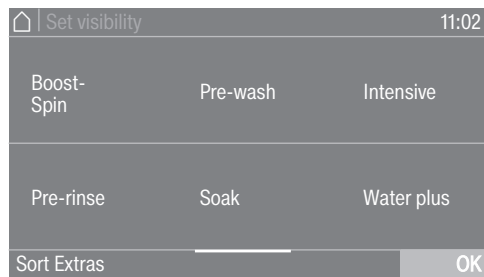 Set visibility 11:02
Boost-
Spin
Pre-wash
Intensive
Pre-rinse
Soak
Water plus
Sort Extras OK